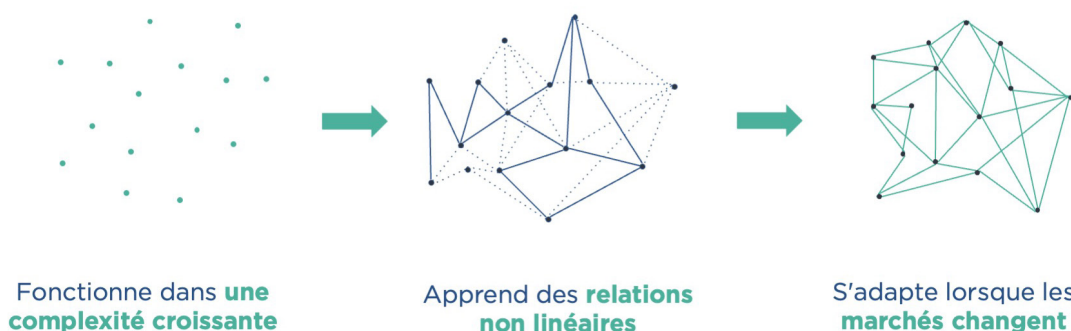 Fonctionne dans une
complexité croissante
Apprend des relations
non linéaires
S'adapte lorsque les
marchés changent